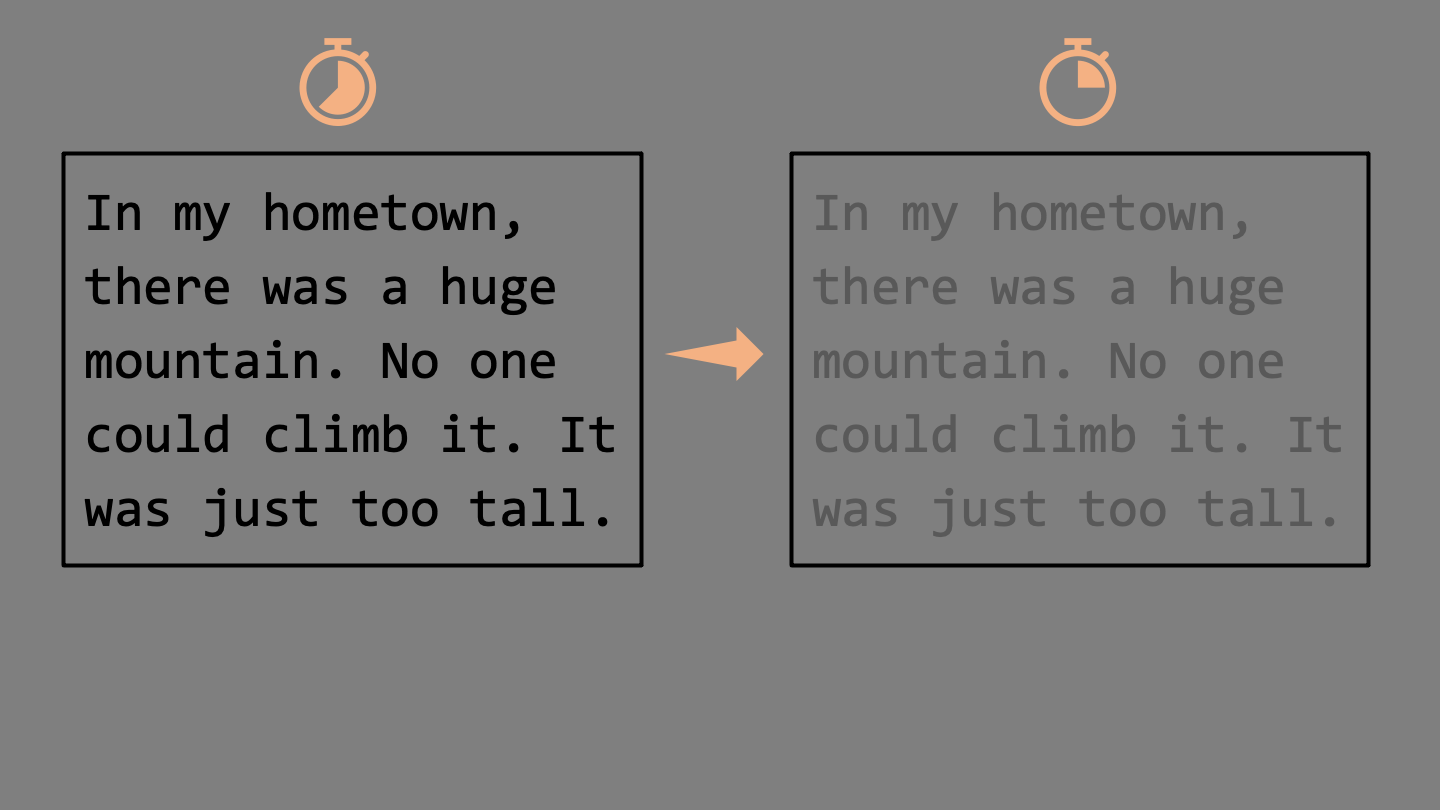 In my hometown,
there was a huge
mountain. No one
could climb it. It
was just too tall.
In my hometown,
there was a huge
mountain. No one
could climb it. It
was just too tall.